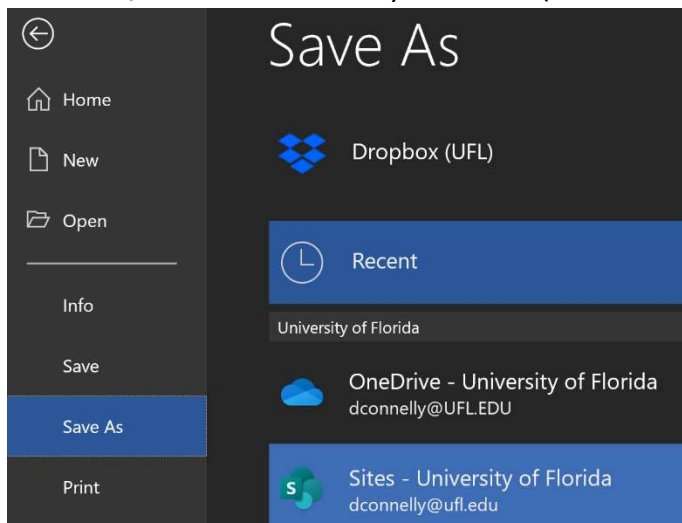 Save As
Home
New
Open
Info
Save
Save As
Print
Dropbox (UFL)
Recent
University of Florida
OneDrive - University of Florida
dconnelly@UFL.EDU
S
Sites - University of Florida
dconnelly@ufl.edu